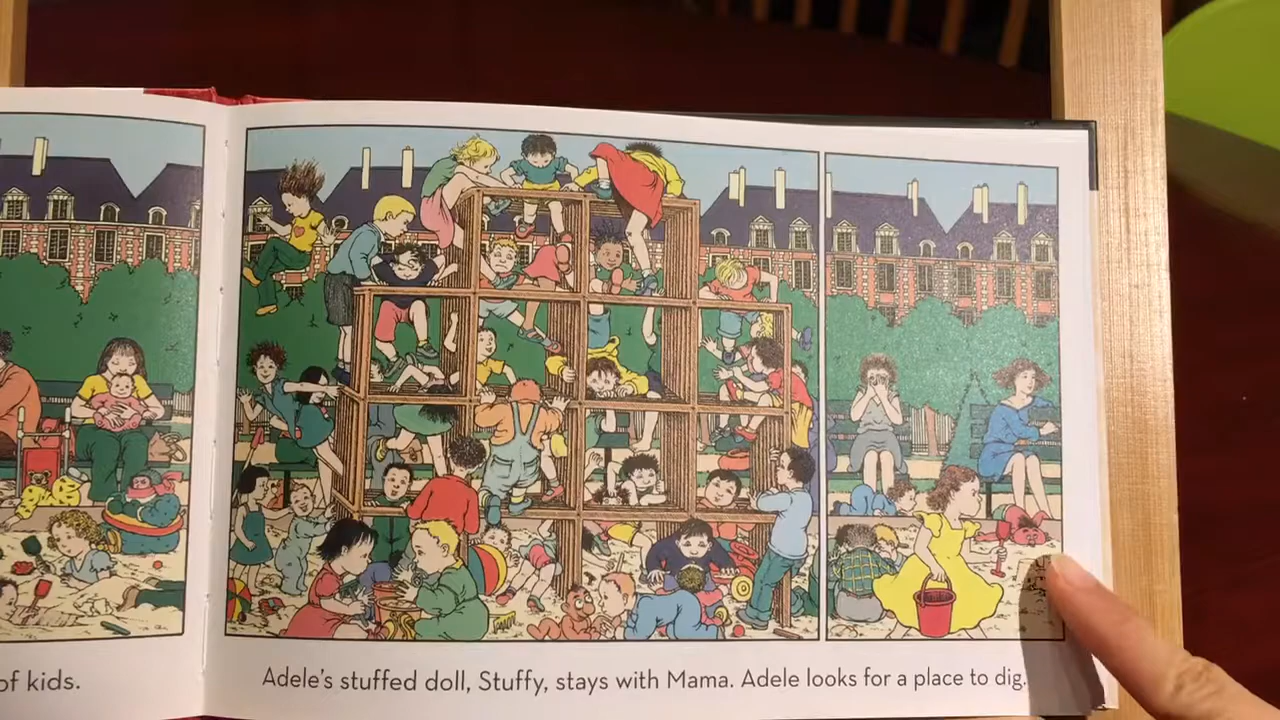 of kids.
Adele's stuffed doll, Stuffy, stays with Mama. Adele looks for a place to dig.